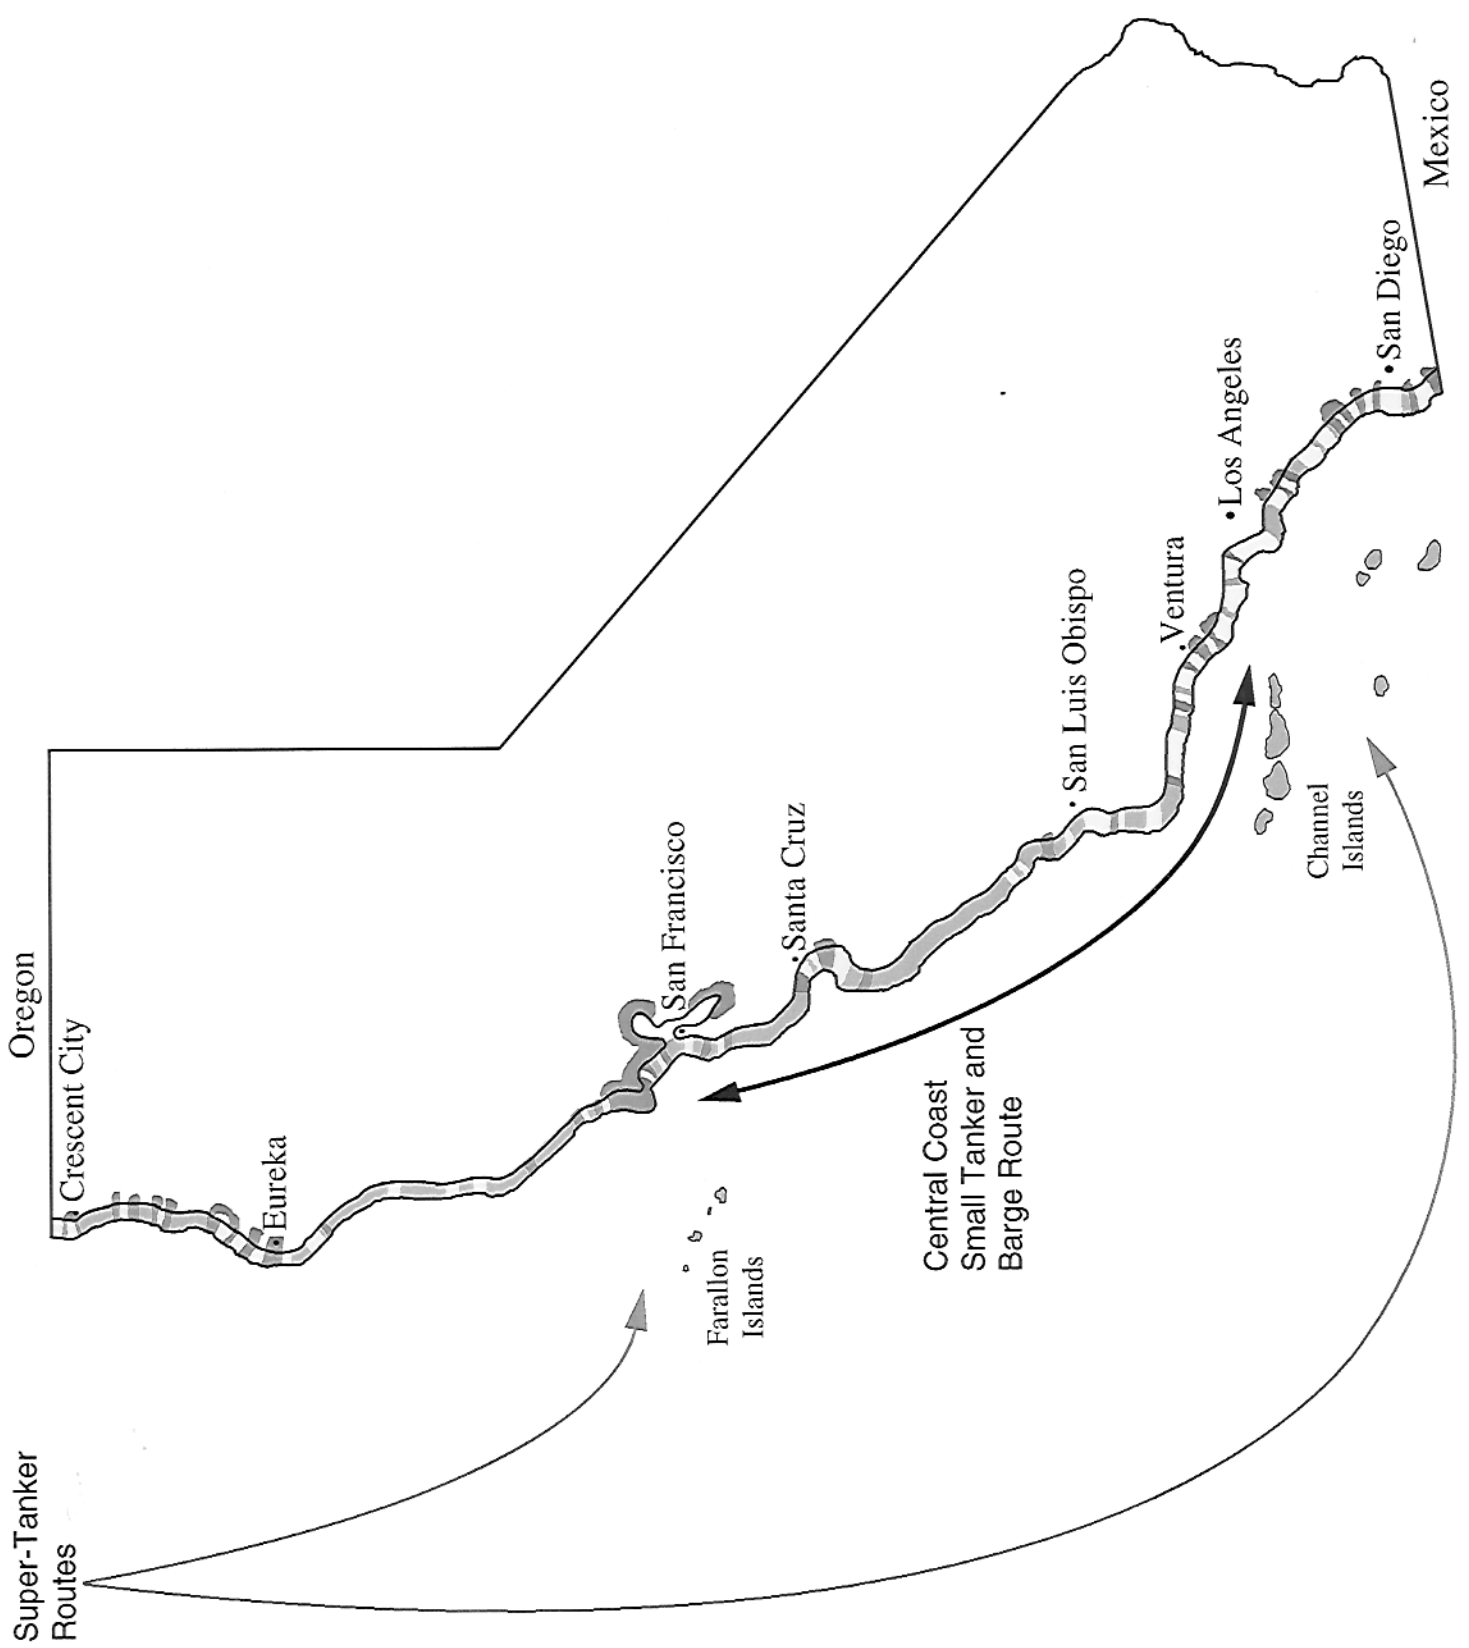 Super-Tanker
Routes
Oregon
Crescent City
Eureka
San Francisco
Farallon
Islands
Santa Cruz
Central Coast
Small Tanker and
Barge Route
San Luis Obispo
Ventura
Channel
Islands
Los Angeles
San Diego
Mexico